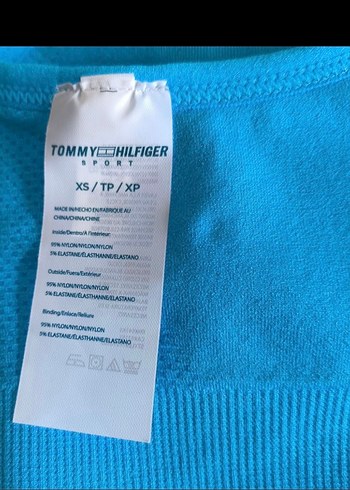 TOMMY HILFIGER
SPORT
XS / TP / XP
MADE IN/HECHO EN/FABRIQUÉ AU
CHINA/CHINA/CHINE
Inside/Dentro/À l'intérieur:
95% NYLON/NYLON/NYLON
5% ELASTANE/ÉLASTHANNE/ELASTANO
Outside/Fuera/Extérieur
95% NYLON/NYLON/NYLON
5% ELASTANE/ÉLASTHANNE/ELASTANO
Binding/Enlace/Reliure
95% NYLON/NYLON/NYLON
5% ELASTANE/ÉLASTHANNE/ELASTANO